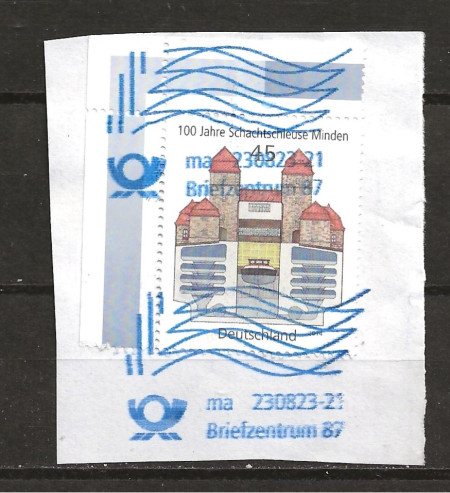 100 Jahre Schachtschleuse Minden
45
ma 230823-21
Briefzentrum 87
Deutschland
ma 230823-21
Briefzentrum 87